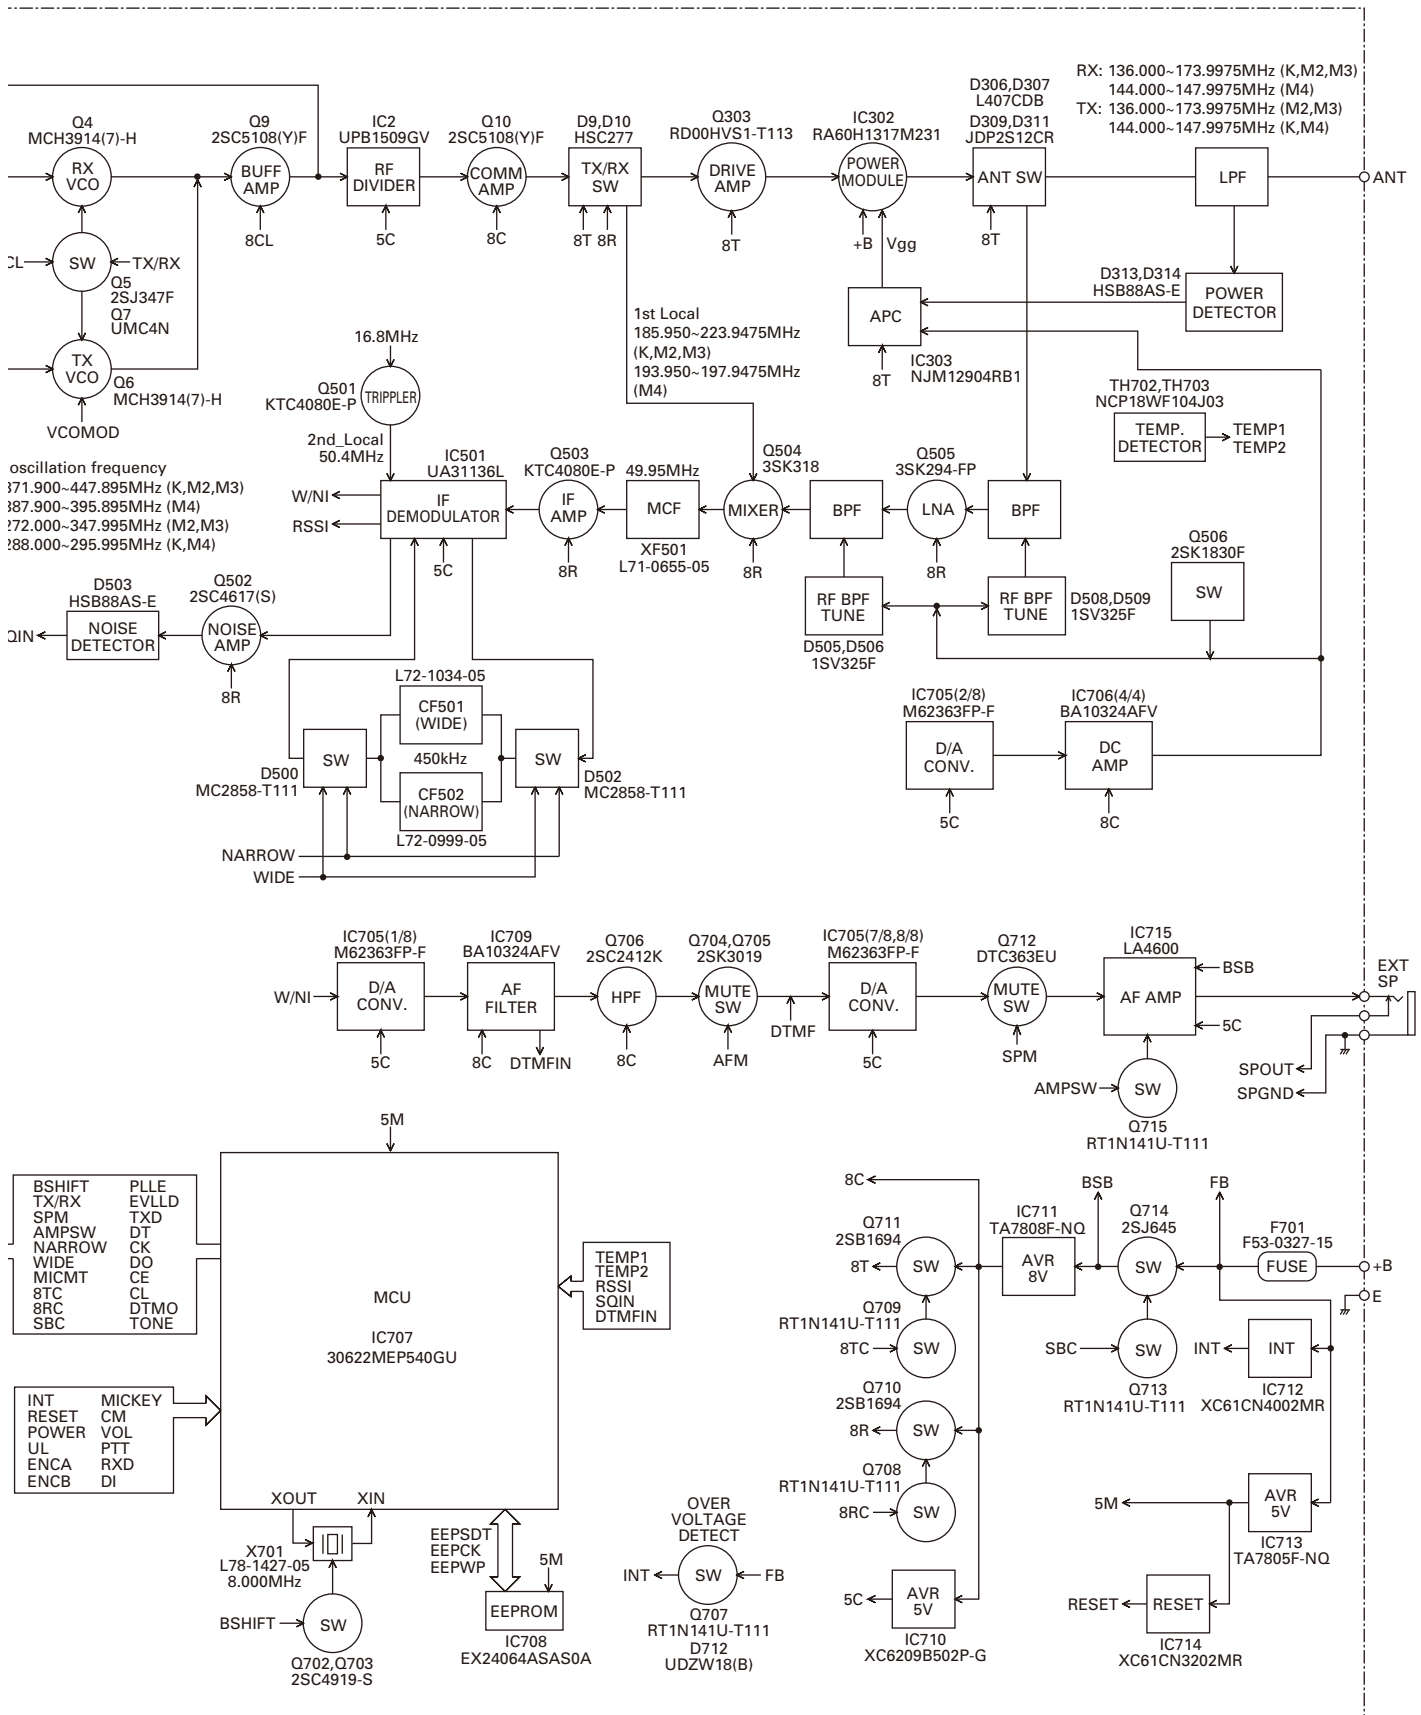 RX: 136.000~173.9975MHz (K,M2,M3)
144.000~147.9975MHz (M4)
TX: 136.000~173.9975MHz (M2,M3)
144.000~147.9975MHz (K,M4)
Q4
MCH3914(7)-H
RX
VCO
Q9
2SC5108(Y)F
BUFF
AMP
8CL
IC2
UPB1509GV
RF
DIVIDER
5C
Q10
2SC5108(Y)F
COMM
AMP
8C
D9,D10
HSC277
TX/RX
SW
8T 8R
Q303
RD00HVS1-T113
DRIVE
AMP
8T
IC302
RA60H1317M231
POWER
MODULE
+B Vgg
D306,D307
L407CDB
D309,D311
JDP2S12CR
ANT SW
8T
LPF
ANT
CL
SW
TX/RX
Q5
2SJ347F
Q7
UMC4N
TX
VCO
Q6
MCH3914(7)-H
VCOMOD
D313,D314
HSB88AS-E
POWER
DETECTOR
APC
IC303
NJM12904RB1
8T
1st Local
185.950~223.9475MHz
(K,M2,M3)
193.950~197.9475MHz
(M4)
16.8MHz
Q501
KTC4080E-P
TRIPPLER
2nd_Local
50.4MHz
TH702,TH703
NCP18WF104J03
TEMP.
DETECTOR
TEMP1
TEMP2
oscillation frequency
371.900~447.895MHz (K,M2,M3)
387.900~395.895MHz (M4)
272.000~347.995MHz (M2,M3)
288.000~295.995MHz (K,M4)
W/NI
RSSI
IC501
UA31136L
IF
DEMODULATOR
5C
Q503
KTC4080E-P
IF
AMP
8R
49.95MHz
MCF
XF501
L71-0655-05
Q504
3SK318
MIXER
8R
BPF
Q505
3SK294-FP
LNA
8R
BPF
Q506
2SK1830F
SW
RF BPF
TUNE
D505,D506
1SV325F
RF BPF
TUNE
D508,D509
1SV325F
QIN
D503
HSB88AS-E
NOISE
DETECTOR
Q502
2SC4617(S)
NOISE
AMP
8R
L72-1034-05
CF501
(WIDE)
450kHz
CF502
(NARROW)
L72-0999-05
SW
D500
MC2858-T111
SW
D502
MC2858-T111
NARROW
WIDE
IC705(2/8)
M62363FP-F
D/A
CONV.
5C
IC706(4/4)
BA10324AFV
DC
AMP
8C
W/NI
IC705(1/8)
M62363FP-F
D/A
CONV.
5C
IC709
BA10324AFV
AF
FILTER
8C DTMFIN
Q706
2SC2412K
HPF
8C
Q704,Q705
2SK3019
MUTE
SW
AFM
DTMF
IC705(7/8,8/8)
M62363FP-F
D/A
CONV.
5C
Q712
DTC363EU
MUTE
SW
SPM
IC715
LA4600
AF AMP
BSB
5C
EXT
SP
SPOUT
SPGND
AMPSW
SW
Q715
RT1N141U-T111
5M
MCU
IC707
30622MEP540GU
BSHIFT PLLE
TX/RX EVLLD
SPM TXD
AMPSW DT
NARROW CK
WIDE DO
MICMT CE
8TC CL
8RC DTMO
SBC TONE
INT MICKEY
RESET CM
POWER VOL
UL PTT
ENCA RXD
ENCB DI
TEMP1
TEMP2
RSSI
SQIN
DTMFIN
XOUT XIN
X701
L78-1427-05
8.000MHz
BSHIFT
SW
Q702,Q703
2SC4919-S
EEPSDT
EEPCK
EEPWP
5M
EEPROM
IC708
EX24064ASAS0A
OVER
VOLTAGE
DETECT
INT
SW
FB
Q707
RT1N141U-T111
D712
UDZW18(B)
8C
Q711
2SB1694
8T
SW
Q709
RT1N141U-T111
8TC
SW
Q710
2SB1694
8R
SW
Q708
RT1N141U-T111
8RC
SW
5C
AVR
5V
IC710
XC6209B502P-G
IC711
TA7808F-NQ
AVR
8V
BSB
Q714
2SJ645
SW
SBC
SW
Q713
RT1N141U-T111
FB
F701
F53-0327-15
FUSE
+B
E
INT
INT
IC712
XC61CN4002MR
5M
AVR
5V
IC713
TA7805F-NQ
RESET
RESET
IC714
XC61CN3202MR